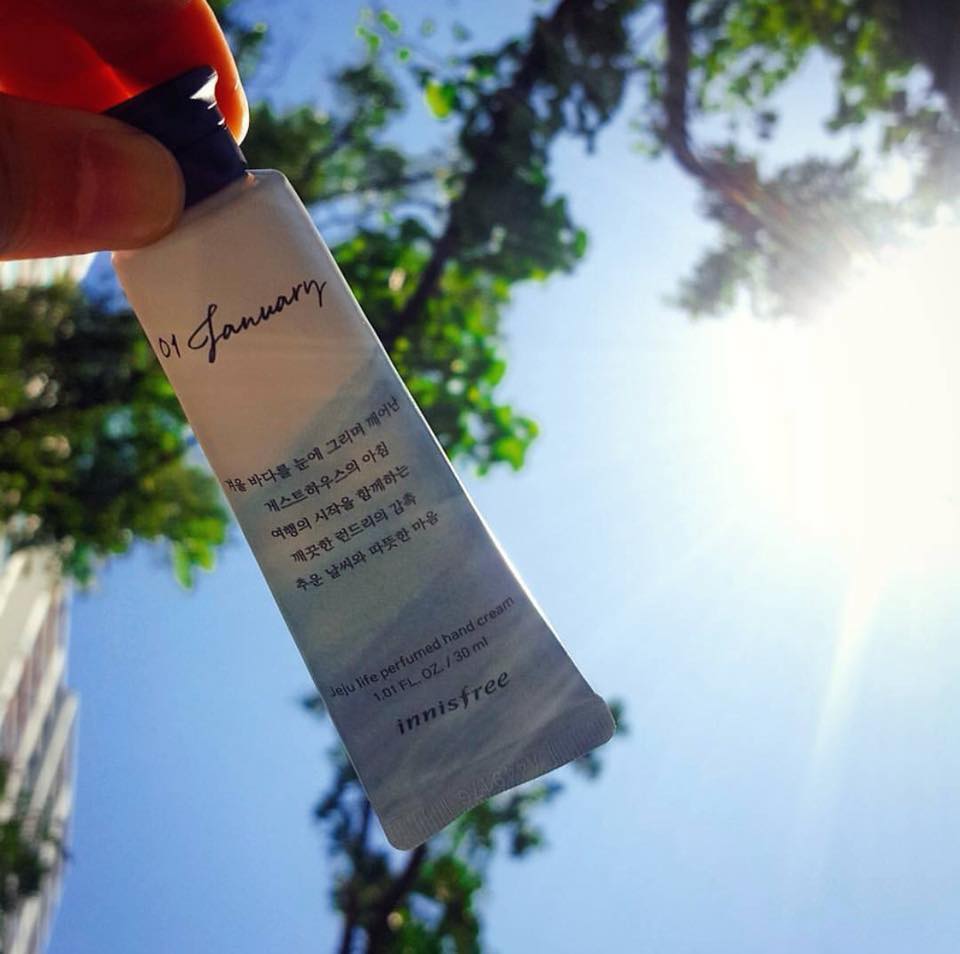 01 January
겨울 바다를 눈에 그리며 깨어난
게스트하우스의 아침
여행의 시작을 함께하는
깨끗한 런드리의 감촉
추운 날씨와 따뜻한 마음
Jeju life perfumed hand cream
1.01 FL. OZ. / 30 ml
innisfree